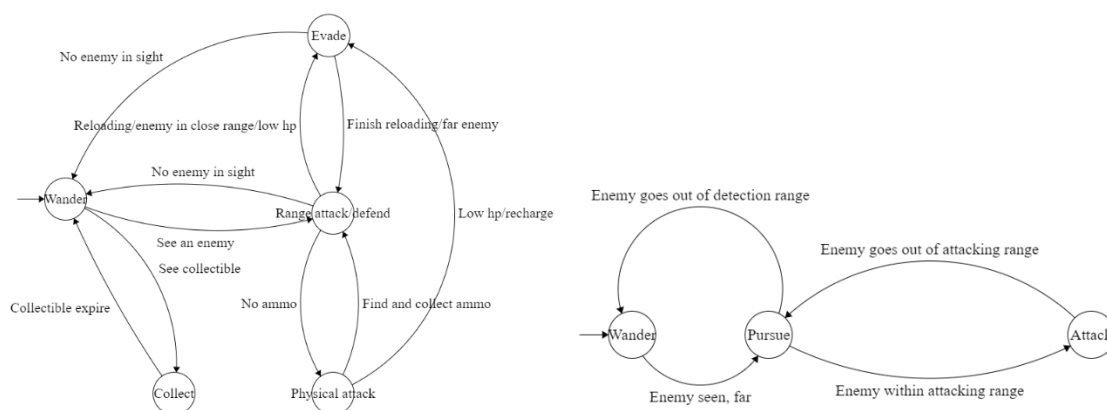 Evade
No enemy in sight
Reloading/enemy in close range/low hp
Finish reloading/far enemy
No enemy in sight
Wander
Range attack/defend
Low hp/recharge
See an enemy
See collectible
Collectible expire
No ammo
Find and collect ammo
Collect
Physical attack
Enemy goes out of detection range
Enemy goes out of attacking range
Wander
Pursue
Attack
Enemy seen, far
Enemy within attacking range